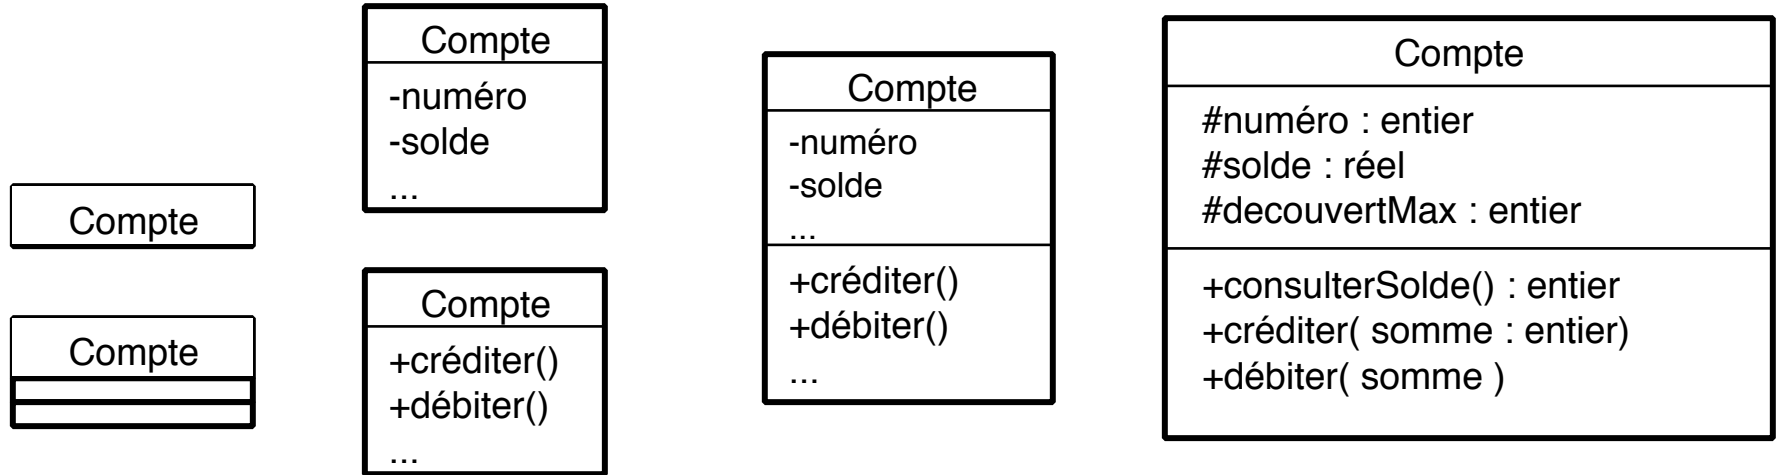 Compte
Compte
Compte
-numéro
-solde
...
Compte
+créditer()
+débiter()
...
Compte
-numéro
-solde
...
+créditer()
+débiter()
...
Compte
#numéro : entier
#solde : réel
#decouvertMax : entier
+consulterSolde() : entier
+créditer( somme : entier)
+débiter( somme )